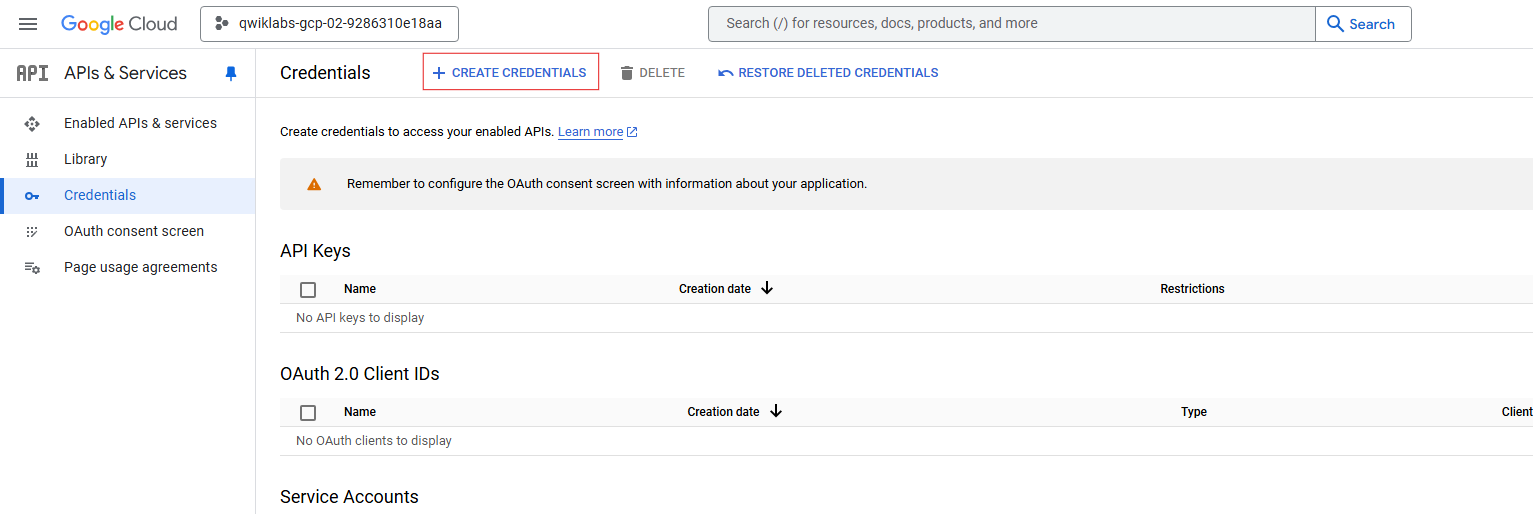 Google Cloud
qwiklabs-gcp-02-9286310e18aa
Search (/) for resources, docs, products, and more
Search
API
APIs & Services
Credentials
CREATE CREDENTIALS
DELETE
RESTORE DELETED CREDENTIALS
Enabled APIs & services
Library
Credentials
OAuth consent screen
Page usage agreements
Create credentials to access your enabled APIs. Learn more
Remember to configure the OAuth consent screen with information about your application.
API Keys
Name Creation date Restrictions
No API keys to display
OAuth 2.0 Client IDs
Name Creation date Type Client
No OAuth clients to display
Service Accounts